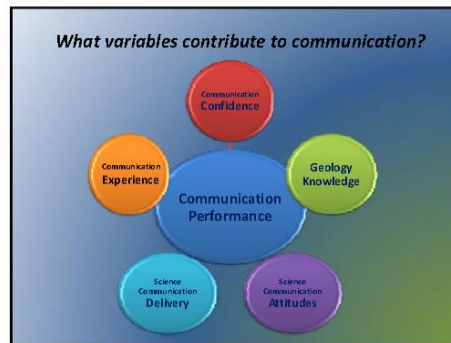 What variables contribute to communication?
Communication
Confidence
Communication
Experience
Geology
Knowledge
Communication
Performance
Science
Communication
Delivery
Science
Communication
Attitudes